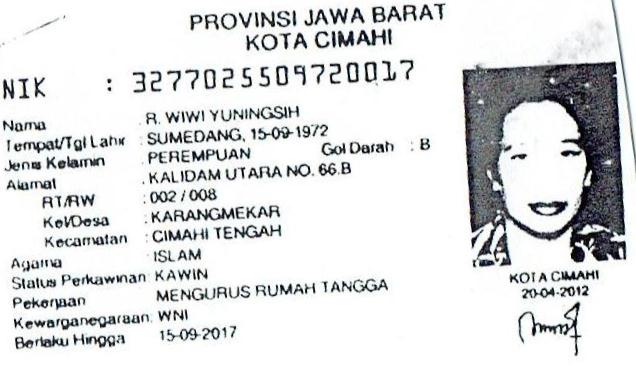 PROVINSI JAWA BARAT
KOTA CIMAHI
NIK : 3277025509720017
Nama : R. WIWI YUNINGSIH
Tempat/Tgl Lahir : SUMEDANG, 15-09-1972
Jenis Kelamin : PEREMPUAN Gol Darah : B
Alamat : KALIDAM UTARA NO. 66.B
RT/RW : 002 / 008
Kel/Desa : KARANGMEKAR
Kecamatan : CIMAHI TENGAH
Agama : ISLAM
Status Perkawinan: KAWIN
Pekerjaan MENGURUS RUMAH TANGGA
Kewarganegaraan: WNI
Berlaku Hingga 15-09-2017
KOTA CIMAHI
20-04-2012